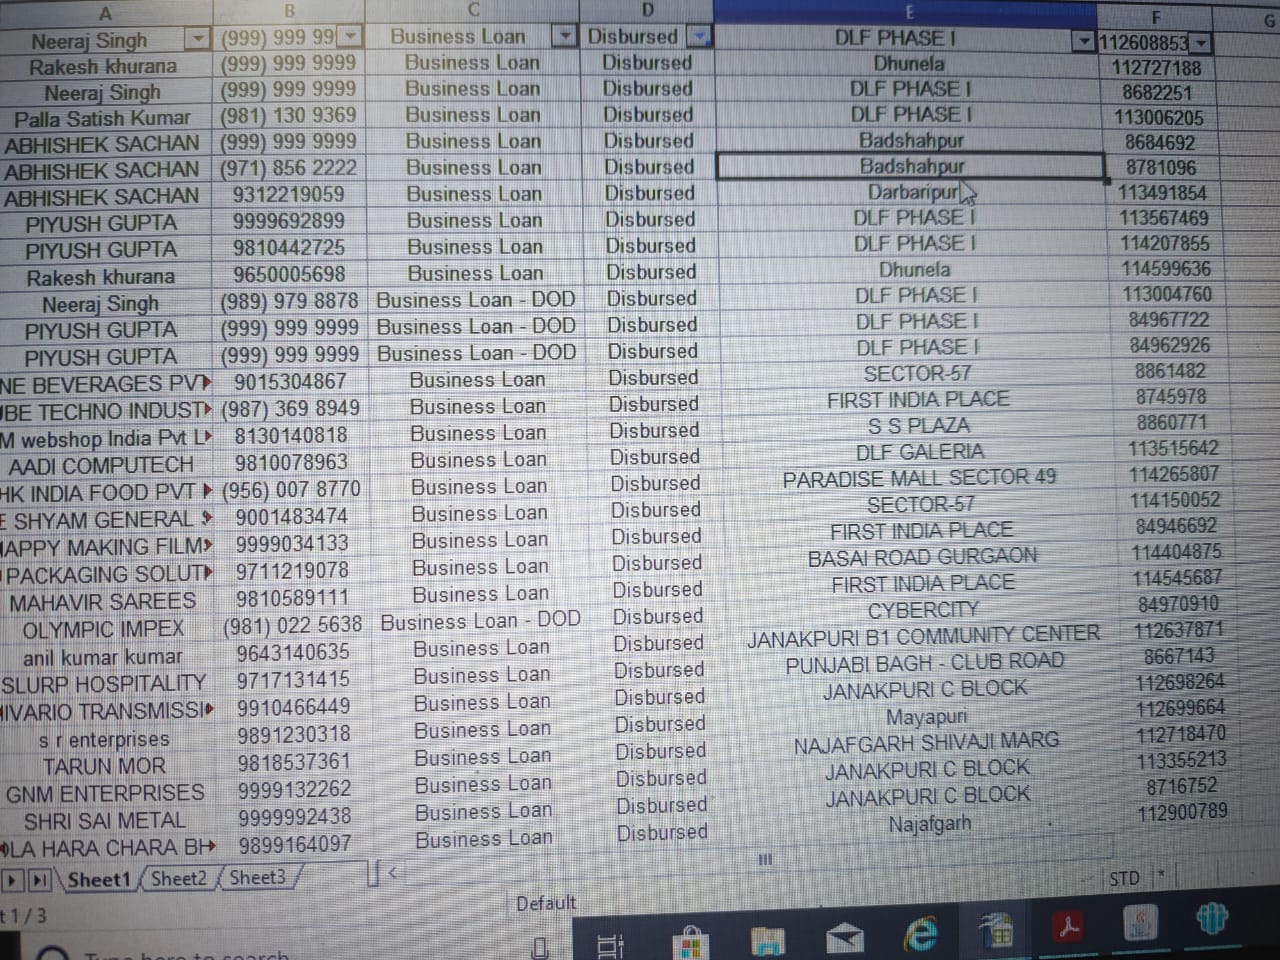 A B C D E F G
Neeraj Singh (999) 999 99 Business Loan Disbursed DLF PHASE I 112608853
Rakesh khurana (999) 999 9999 Business Loan Disbursed Dhunela 112727188
Neeraj Singh (999) 999 9999 Business Loan Disbursed DLF PHASE I 8682251
Palla Satish Kumar (981) 130 9369 Business Loan Disbursed DLF PHASE I 113006205
ABHISHEK SACHAN (999) 999 9999 Business Loan Disbursed Badshahpur 8684692
ABHISHEK SACHAN (971) 856 2222 Business Loan Disbursed Badshahpur 8781096
ABHISHEK SACHAN 9312219059 Business Loan Disbursed Darbaripur 113491854
PIYUSH GUPTA 9999692899 Business Loan Disbursed DLF PHASE I 113567469
PIYUSH GUPTA 9810442725 Business Loan Disbursed DLF PHASE I 114207855
Rakesh khurana 9650005698 Business Loan Disbursed Dhunela 114599636
Neeraj Singh (989) 979 8878 Business Loan - DOD Disbursed DLF PHASE I 113004760
PIYUSH GUPTA (999) 999 9999 Business Loan - DOD Disbursed DLF PHASE I 84967722
PIYUSH GUPTA (999) 999 9999 Business Loan - DOD Disbursed DLF PHASE I 84962926
NE BEVERAGES PVT 9015304867 Business Loan Disbursed SECTOR-57 8861482
BE TECHNO INDUST (987) 369 8949 Business Loan Disbursed FIRST INDIA PLACE 8745978
M webshop India Pvt L 8130140818 Business Loan Disbursed S S PLAZA 8860771
AADI COMPUTECH 9810078963 Business Loan Disbursed DLF GALERIA 113515642
HK INDIA FOOD PVT (956) 007 8770 Business Loan Disbursed PARADISE MALL SECTOR 49 114265807
E SHYAM GENERAL 9001483474 Business Loan Disbursed SECTOR-57 114150052
APPY MAKING FILM 9999034133 Business Loan Disbursed FIRST INDIA PLACE 84946692
PACKAGING SOLUT 9711219078 Business Loan Disbursed BASAI ROAD GURGAON 114404875
MAHAVIR SAREES 9810589111 Business Loan Disbursed FIRST INDIA PLACE 114545687
OLYMPIC IMPEX (981) 022 5638 Business Loan - DOD Disbursed CYBERCITY 84970910
anil kumar kumar 9643140635 Business Loan Disbursed JANAKPURI B1 COMMUNITY CENTER 112637871
SLURP HOSPITALITY 9717131415 Business Loan Disbursed PUNJABI BAGH - CLUB ROAD 8667143
IVARIO TRANSMISSI 9910466449 Business Loan Disbursed JANAKPURI C BLOCK 112698264
s r enterprises 9891230318 Business Loan Disbursed Mayapuri 112699664
TARUN MOR 9818537361 Business Loan Disbursed NAJAFGARH SHIVAJI MARG 112718470
GNM ENTERPRISES 9999132262 Business Loan Disbursed JANAKPURI C BLOCK 113355213
SHRI SAI METAL 9999992438 Business Loan Disbursed JANAKPURI C BLOCK 8716752
LA HARA CHARA BH 9899164097 Business Loan Disbursed Najafgarh 112900789
Sheet1 Sheet2 Sheet3
t 1 / 3 Default STD *
Type here to search